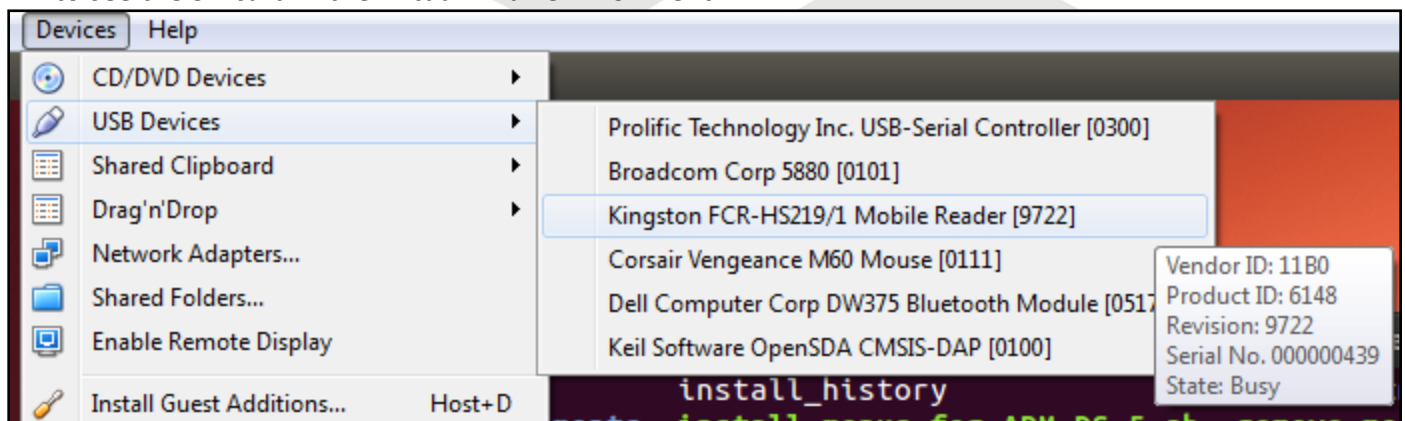 Devices Help
CD/DVD Devices
USB Devices
Shared Clipboard
Drag'n'Drop
Network Adapters...
Shared Folders...
Enable Remote Display
Install Guest Additions... Host+D
Prolific Technology Inc. USB-Serial Controller [0300]
Broadcom Corp 5880 [0101]
Kingston FCR-HS219/1 Mobile Reader [9722]
Corsair Vengeance M60 Mouse [0111]
Dell Computer Corp DW375 Bluetooth Module [0517
Keil Software OpenSDA CMSIS-DAP [0100]
Vendor ID: 11B0
Product ID: 6148
Revision: 9722
Serial No. 000000439
State: Busy
install_history